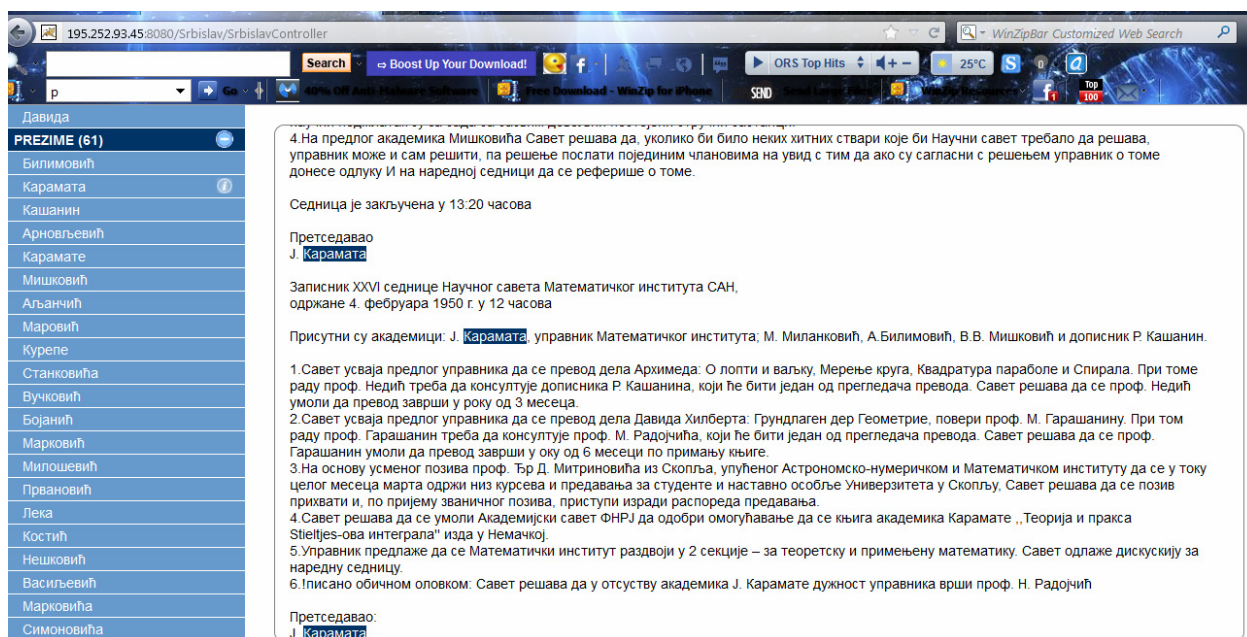 195.252.93.45:8080/Srbislav/SrbislavController
WinZipBar Customized Web Search
Search
⇨ Boost Up Your Download!
ORS Top Hits
25°C
p
Go
40% Off Anti-Malware Software
Free Download - WinZip for iPhone
SEND
Send Large Files
WinZip Resources
Top
100
Давида
PREZIME (61)
Билимовић
Карамата
Кашанин
Арновљевић
Карамате
Мишковић
Аљанчић
Маровић
Курепе
Станковића
Вучковић
Бојанић
Марковић
Милошевић
Првановић
Лека
Костић
Нешковић
Васиљевић
Марковића
Симоновића
4.На предлог академика Мишковића Савет решава да, уколико би било неких хитних ствари које би Научни савет требало да решава,
управник може и сам решити, па решење послати појединим члановима на увид с тим да ако су сагласни с решењем управник о томе
донесе одлуку И на наредној седници да се реферише о томе.
Седница је закључена у 13:20 часова
Претседавао
Ј. Карамата
Записник XXVI седнице Научног савета Математичког института САН,
одржане 4. фебруара 1950 г. у 12 часова
Присутни су академици: Ј. Карамата, управник Математичког института; М. Миланковић, А.Билимовић, В.В. Мишковић и дописник Р. Кашанин.
1.Савет усваја предлог управника да се превод дела Архимеда: О лопти и ваљку, Мерење круга, Квадратура параболе и Спирала. При томе
раду проф. Недић треба да консултује дописника Р. Кашанина, који ће бити један од прегледача превода. Савет решава да се проф. Недић
умоли да превод заврши у року од 3 месеца.
2.Савет усваја предлог управника да се превод дела Давида Хилберта: Грундлаген дер Геометрие, повери проф. М. Гарашанину. При том
раду проф. Гарашанин треба да консултује проф. М. Радојчића, који ће бити један од прегледача превода. Савет решава да се проф.
Гарашанин умоли да превод заврши у оку од 6 месеци по примању књиге.
3.На основу усменог позива проф. Ђр Д. Митриновића из Скопља, упућеног Астрономско-нумеричком и Математичком институту да се у току
целог месеца марта одржи низ курсева и предавања за студенте и наставно особље Универзитета у Скопљу, Савет решава да се позив
прихвати и, по пријему званичног позива, приступи изради распореда предавања.
4.Савет решава да се умоли Академијски савет ФНРЈ да одобри омогућавање да се књига академика Карамате ,,Теорија и пракса
Stieltjes-ова интеграла" изда у Немачкој.
5.Управник предлаже да се Математички институт раздвоји у 2 секције – за теоретску и примењену математику. Савет одлаже дискускију за
наредну седницу.
6.!писано обичном оловком: Савет решава да у отсуству академика Ј. Карамате дужност управника врши проф. Н. Радојчић
Претседавао:
Ј. Карамата